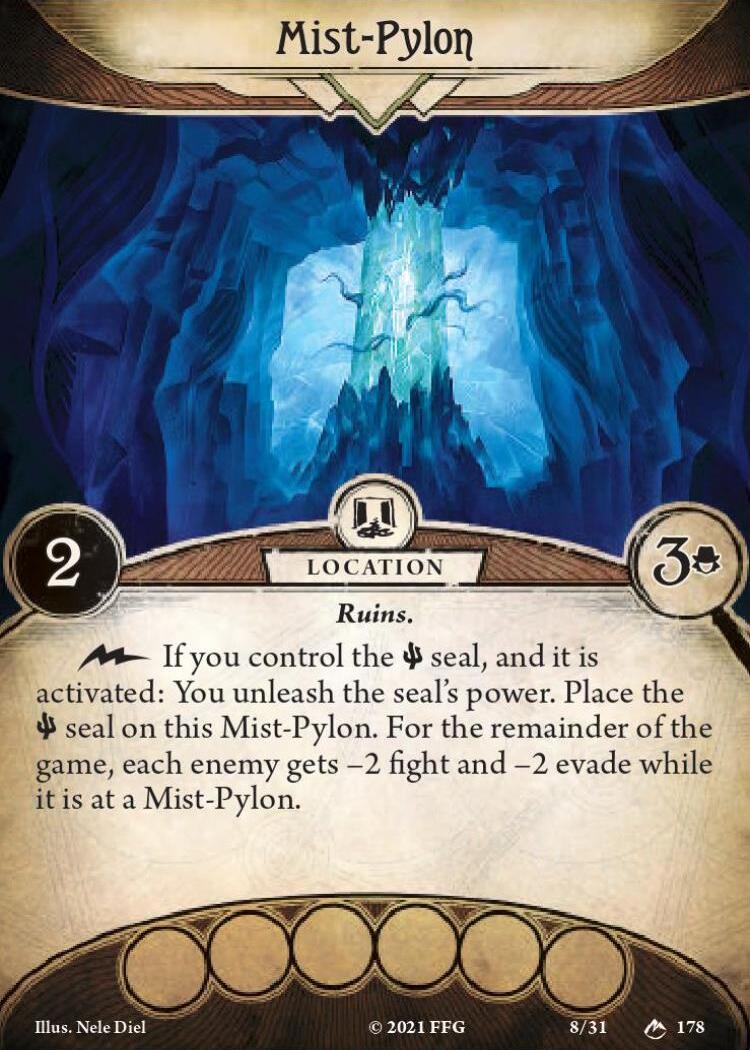 Mist-Pylon
2
3
LOCATION
Ruins.
If you control the seal, and it is
activated: You unleash the seal's power. Place the
seal on this Mist-Pylon. For the remainder of the
game, each enemy gets –2 fight and –2 evade while
it is at a Mist-Pylon.
Illus. Nele Diel
© 2021 FFG
8/31
178